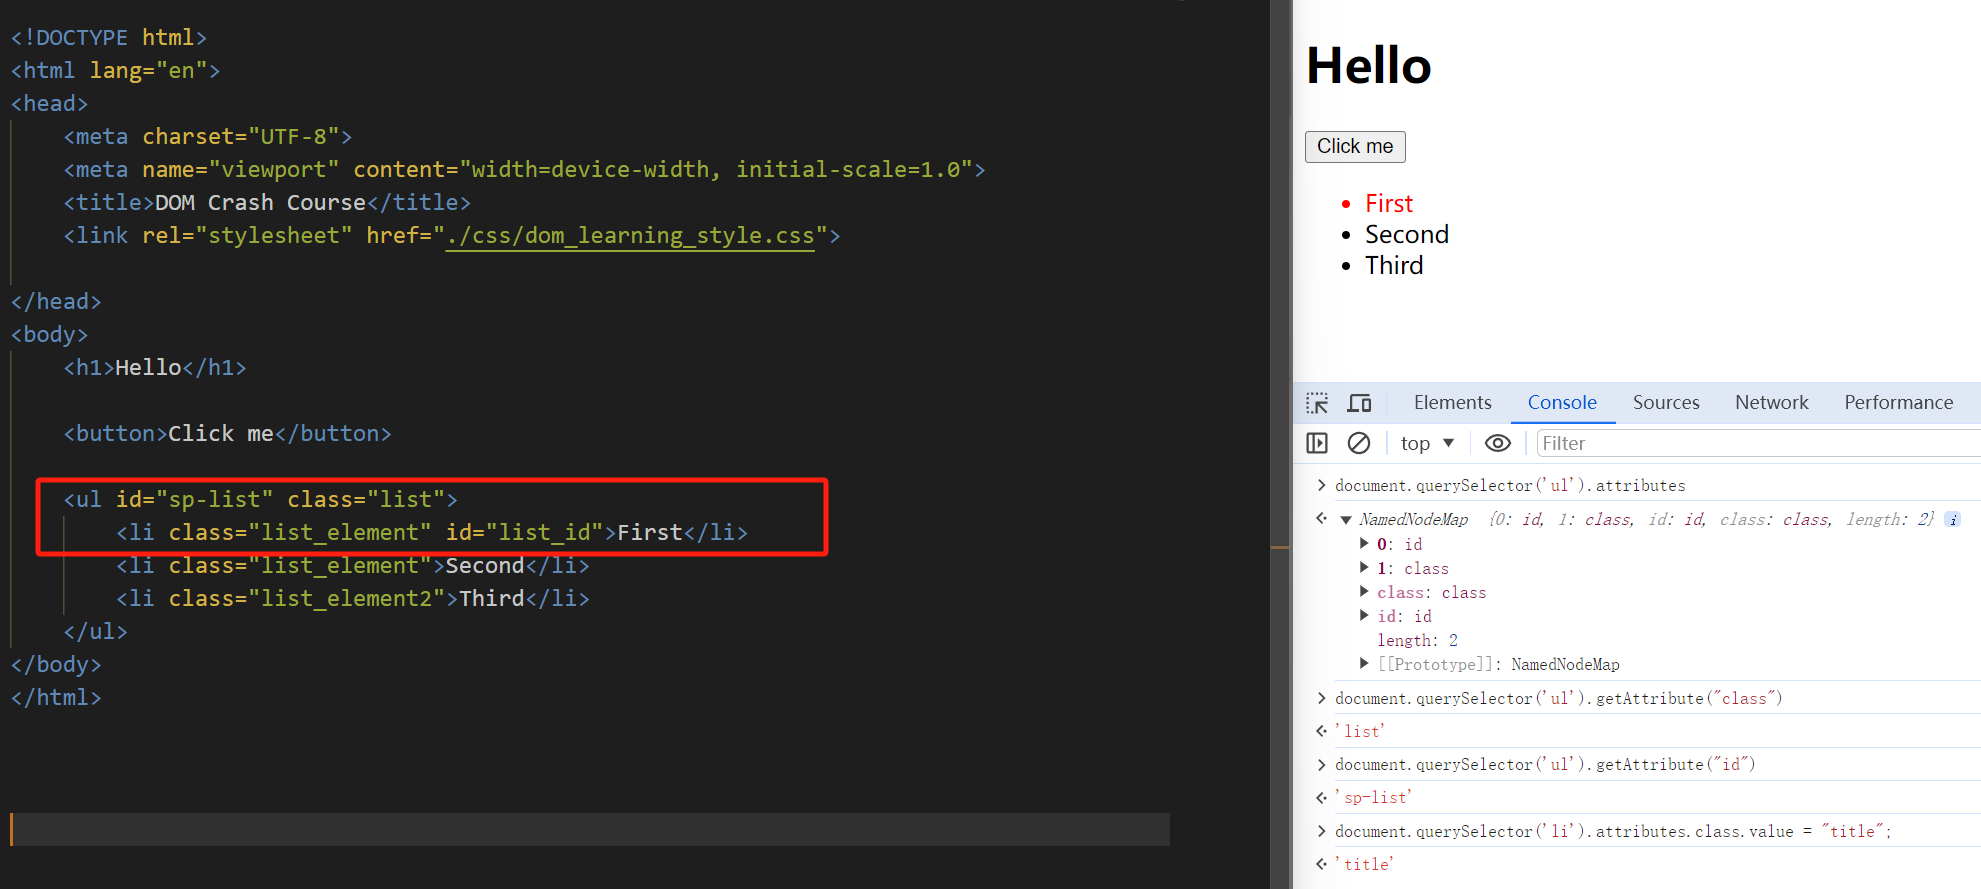 <!DOCTYPE html>
<html lang="en">
<head>
<meta charset="UTF-8">
<meta name="viewport" content="width=device-width, initial-scale=1.0">
<title>DOM Crash Course</title>
<link rel="stylesheet" href="./css/dom_learning_style.css">
</head>
<body>
<h1>Hello</h1>
<button>Click me</button>
<ul id="sp-list" class="list">
<li class="list_element" id="list_id">First</li>
<li class="list_element">Second</li>
<li class="list_element2">Third</li>
</ul>
</body>
</html>
Hello
Click me
First
Second
Third
Elements Console Sources Network Performance
top Filter
document.querySelector('ul').attributes
NamedNodeMap {0: id, 1: class, id: id, class: class, length: 2} i
0: id
1: class
class: class
id: id
length: 2
[[Prototype]]: NamedNodeMap
document.querySelector('ul').getAttribute("class")
'list'
document.querySelector('ul').getAttribute("id")
'sp-list'
document.querySelector('li').attributes.class.value = "title";
'title'